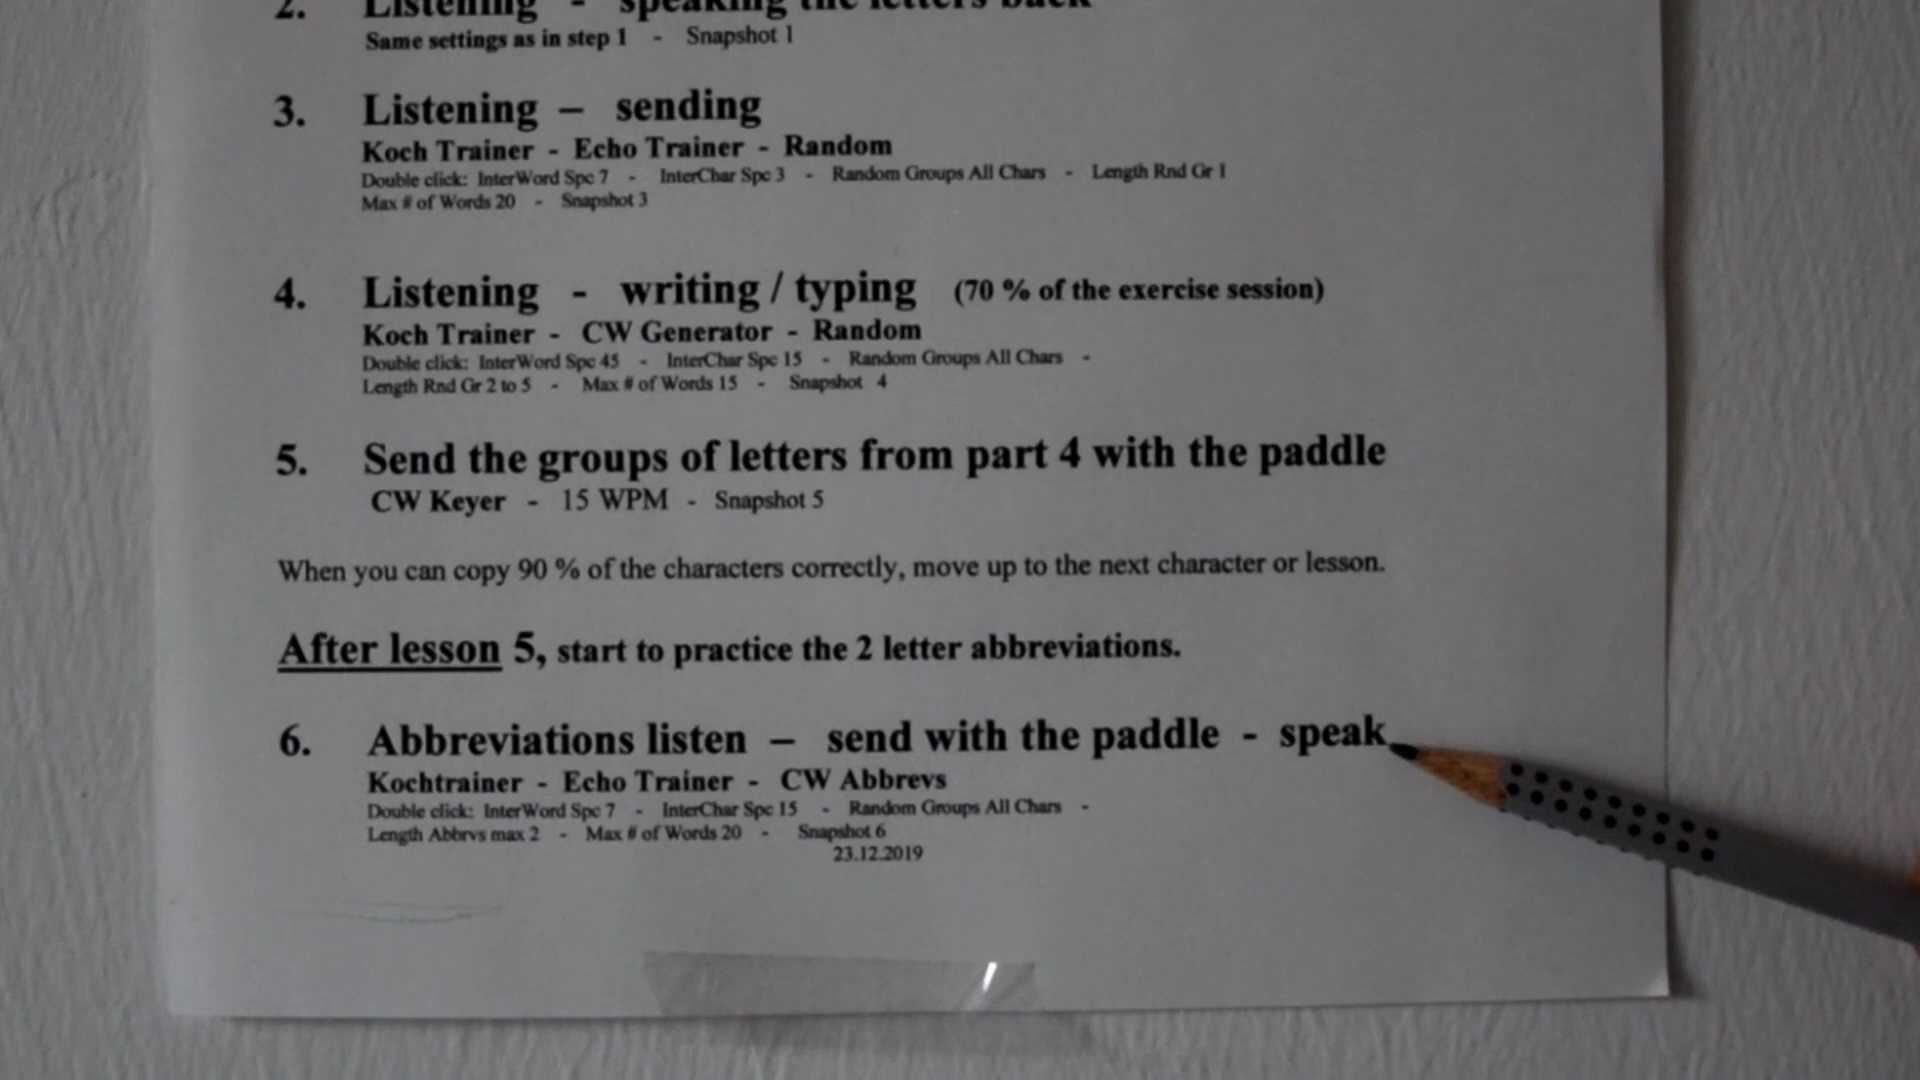 2. Listening - speaking the letters back
Same settings as in step 1 - Snapshot 1
3. Listening – sending
Koch Trainer - Echo Trainer - Random
Double click: InterWord Spc 7 - InterChar Spc 3 - Random Groups All Chars - Length Rnd Gr 1
Max # of Words 20 - Snapshot 3
4. Listening - writing / typing (70 % of the exercise session)
Koch Trainer - CW Generator - Random
Double click: InterWord Spc 45 - InterChar Spc 15 - Random Groups All Chars -
Length Rnd Gr 2 to 5 - Max # of Words 15 - Snapshot 4
5. Send the groups of letters from part 4 with the paddle
CW Keyer - 15 WPM - Snapshot 5
When you can copy 90 % of the characters correctly, move up to the next character or lesson.
After lesson 5, start to practice the 2 letter abbreviations.
6. Abbreviations listen – send with the paddle - speak
Kochtrainer - Echo Trainer - CW Abbrevs
Double click: InterWord Spc 7 - InterChar Spc 15 - Random Groups All Chars -
Length Abbrvs max 2 - Max # of Words 20 - Snapshot 6
23.12.2019